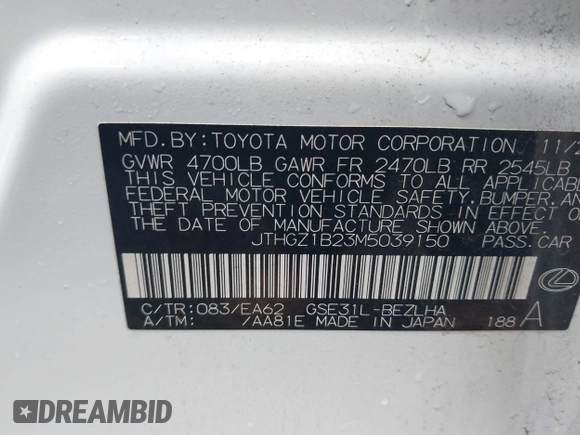 MFD. BY: TOYOTA MOTOR CORPORATION 11/2
GVWR 4700LB GAWR FR 2470LB RR 2545LB
THIS VEHICLE CONFORMS TO ALL APPLICABLE
FEDERAL MOTOR VEHICLE SAFETY, BUMPER, AN
THEFT PREVENTION STANDARDS IN EFFECT ON
THE DATE OF MANUFACTURE SHOWN ABOVE.
JTHGZ1B23M5039150 PASS. CAR
C/TR: 083/EA62 GSE31L-BEZLHA
A/TM: /AA81E MADE IN JAPAN 188 A
DREAMBID